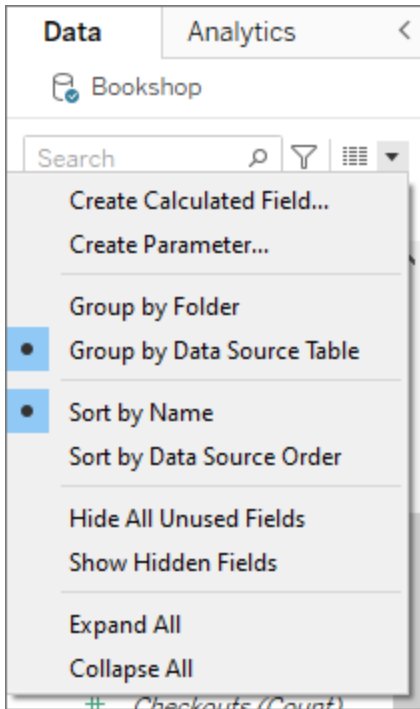 Data
Analytics
Bookshop
Search
Create Calculated Field...
Create Parameter...
Group by Folder
Group by Data Source Table
Sort by Name
Sort by Data Source Order
Hide All Unused Fields
Show Hidden Fields
Expand All
Collapse All
# Checkouts (Count)